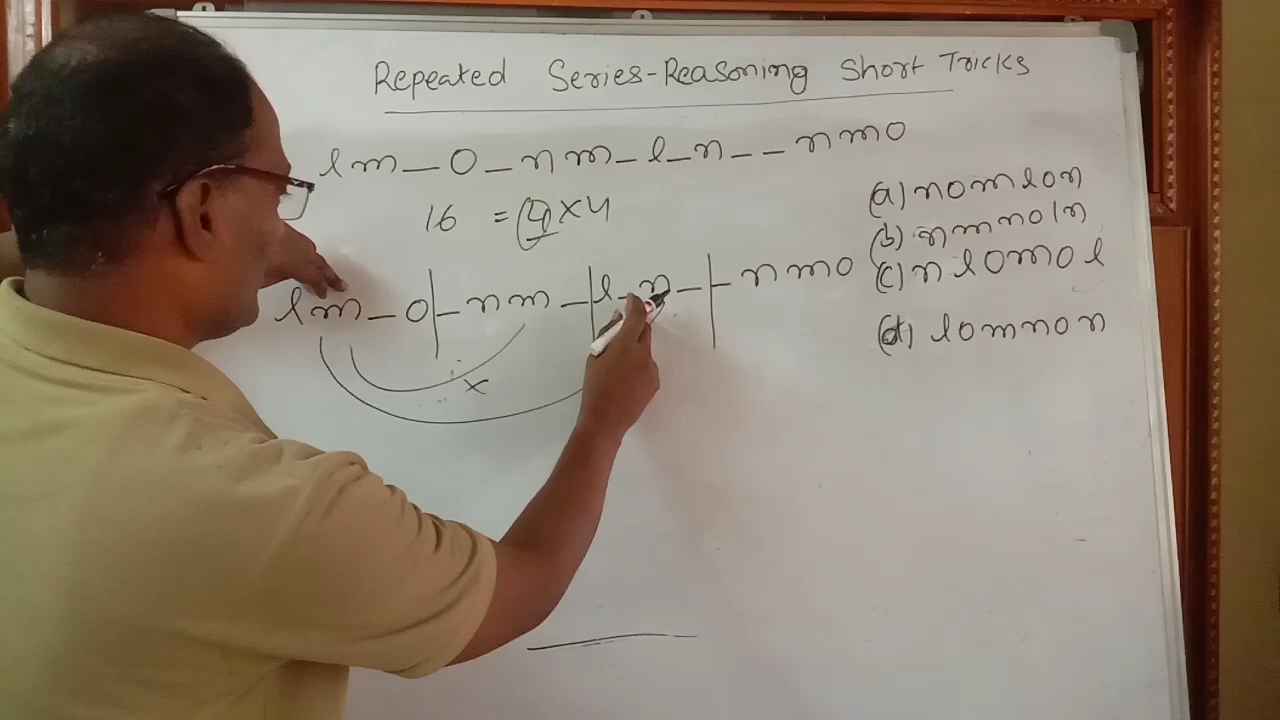 Repeated Series-Reasoning Short Tricks
l m _ o _ n m _ l _ n _ _ n m o
16 = 4 x 4
(a) n o m l o n
(b) n m m n o l n
(c) n l o m o l
(d) l o m n o n
l m _ o | _ n m _ | l _ n _ | _ n m o
x